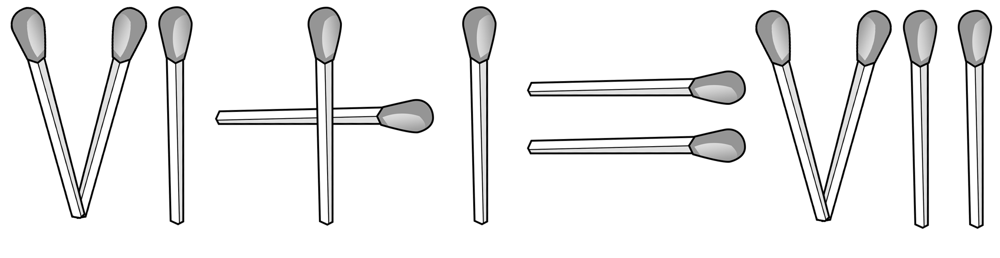 VI + I = VII